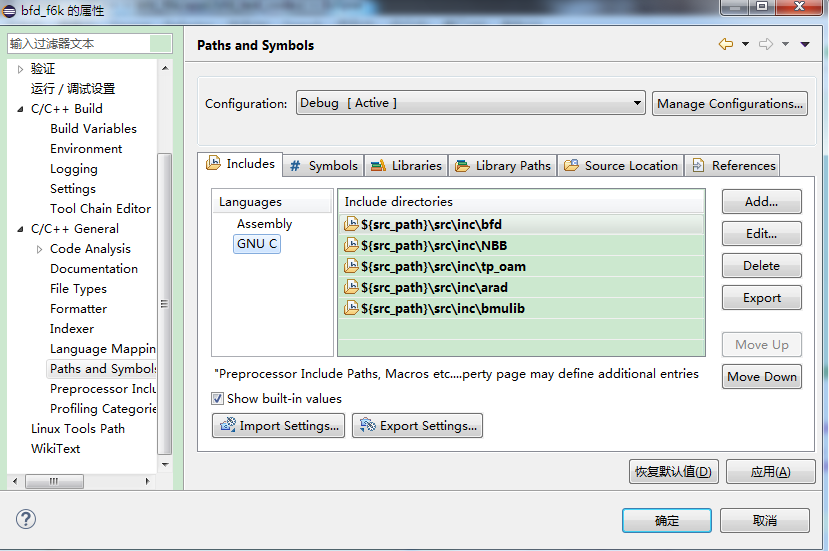 bfd_f6k 的属性
输入过滤器文本
验证
运行 / 调试设置
C/C++ Build
Build Variables
Environment
Logging
Settings
Tool Chain Editor
C/C++ General
Code Analysis
Documentation
File Types
Formatter
Indexer
Language Mappin
Paths and Symbols
Preprocessor Inclu
Profiling Categorie
Linux Tools Path
WikiText
Paths and Symbols
Configuration: Debug [ Active ] Manage Configurations...
Includes # Symbols Libraries Library Paths Source Location References
Languages
Assembly
GNU C
Include directories
${src_path}\src\inc\bfd
${src_path}\src\inc\NBB
${src_path}\src\inc\tp_oam
${src_path}\src\inc\arad
${src_path}\src\inc\bmulib
Add...
Edit...
Delete
Export
Move Up
Move Down
"Preprocessor Include Paths, Macros etc....perty page may define additional entries
Show built-in values
Import Settings... Export Settings...
恢复默认值(D) 应用(A)
确定 取消